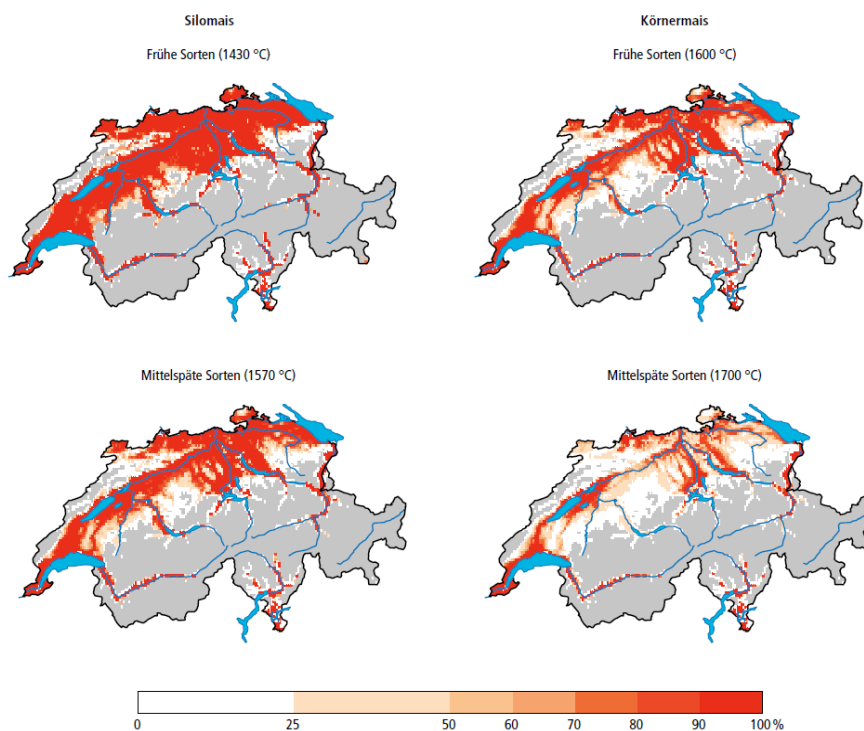 Silomais
Körnermais
Frühe Sorten (1430 °C)
Frühe Sorten (1600 °C)
Mittelspäte Sorten (1570 °C)
Mittelspäte Sorten (1700 °C)
0 25 50 60 70 80 90 100 %